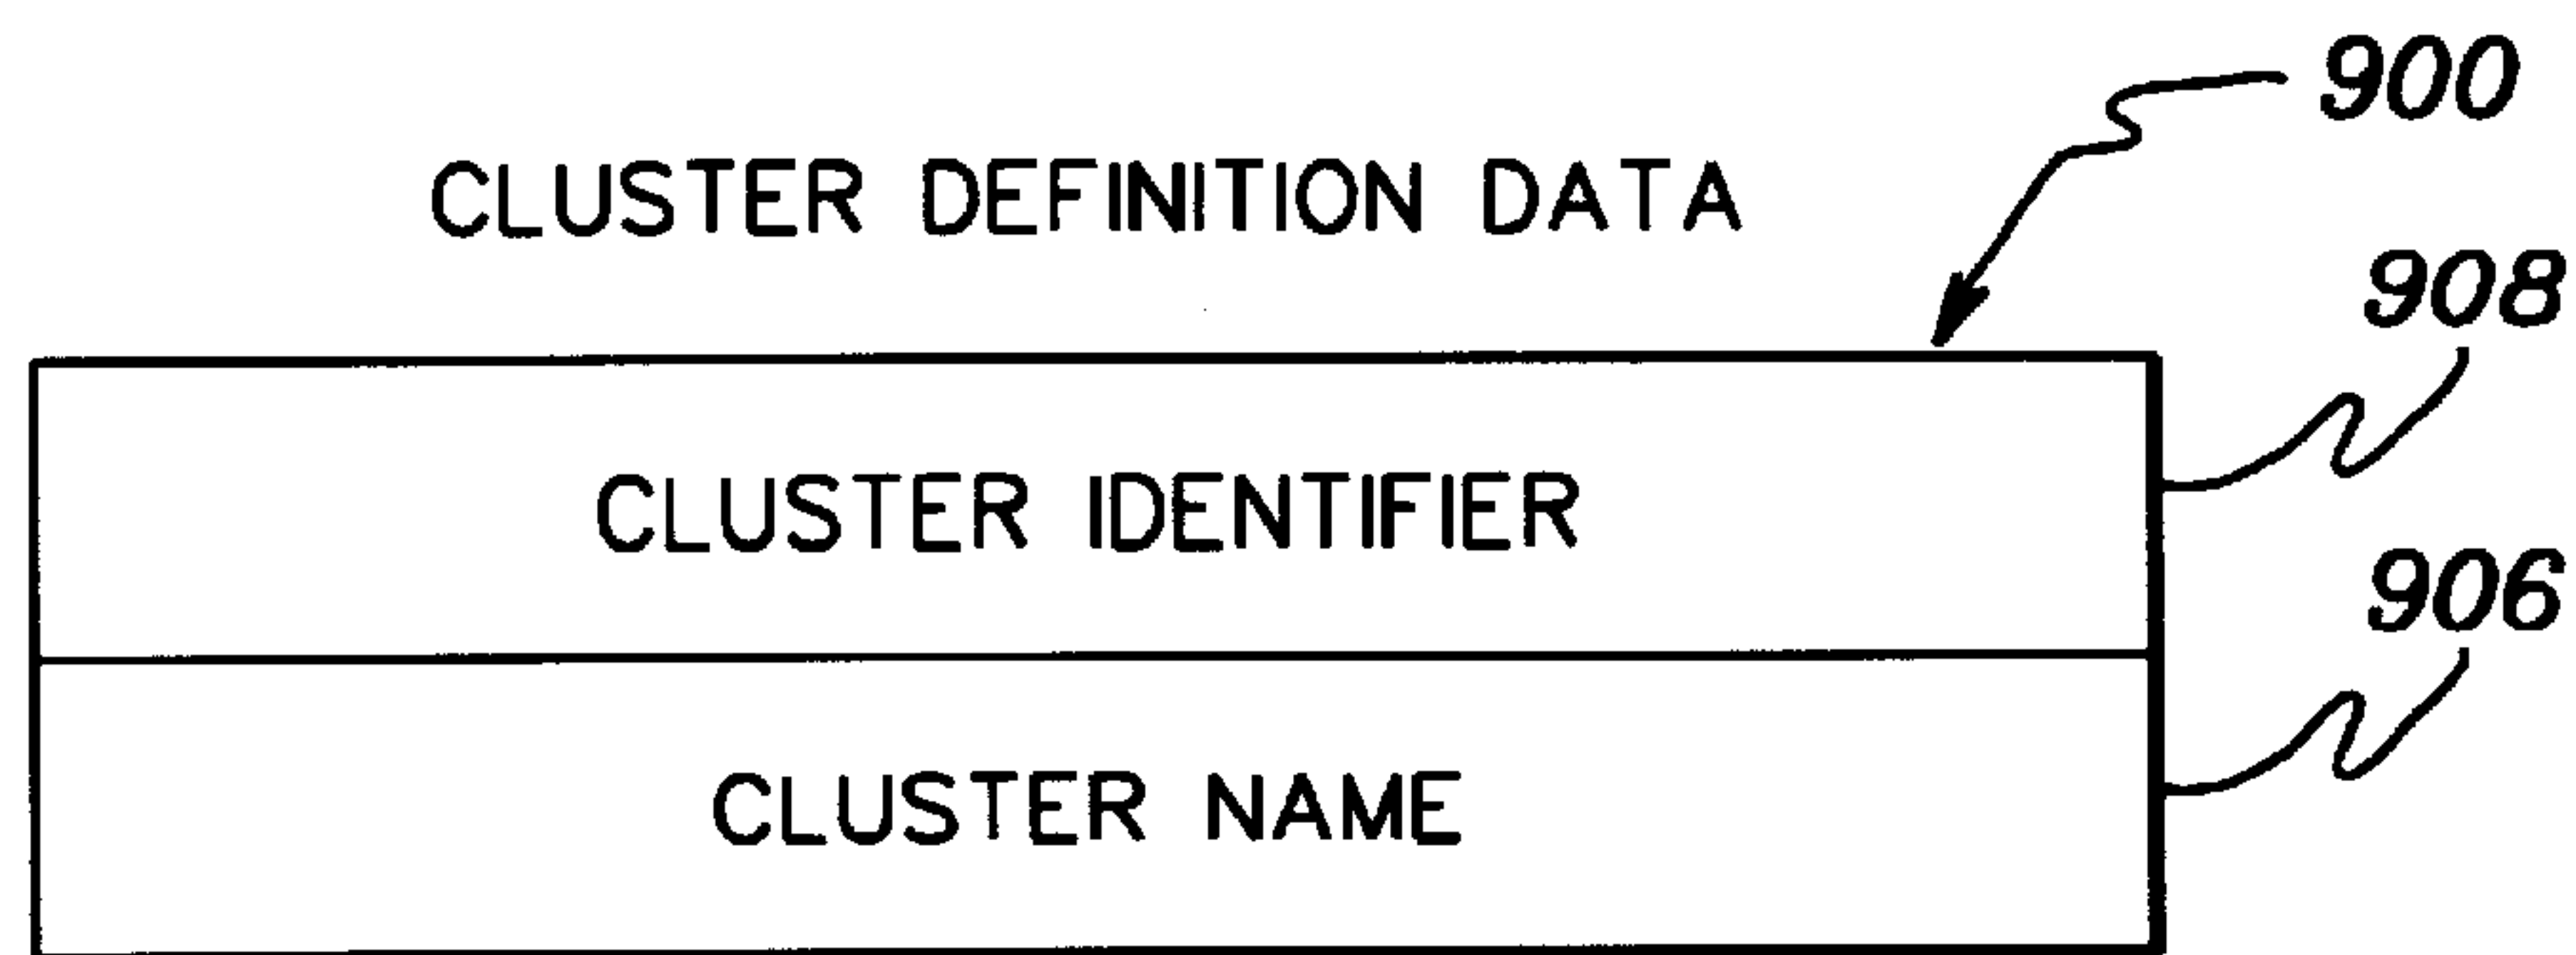 900
CLUSTER DEFINITION DATA
908
CLUSTER IDENTIFIER
906
CLUSTER NAME